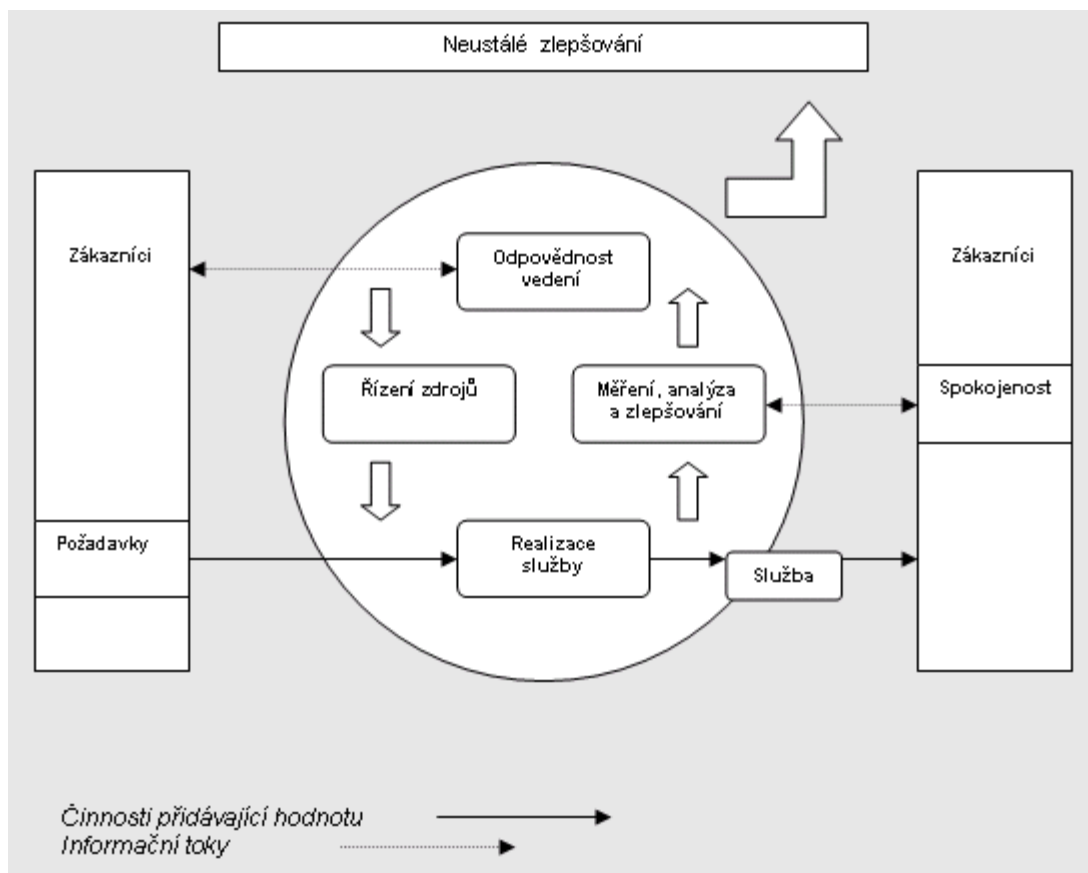 Neustálé zlepšování
Zákazníci
Odpovědnost
vedení
Zákazníci
Řízení zdrojů
Měření, analýza
a zlepšování
Spokojenost
Požadavky
Realizace
služby
Služba
Činnosti přidávající hodnotu
Informační toky